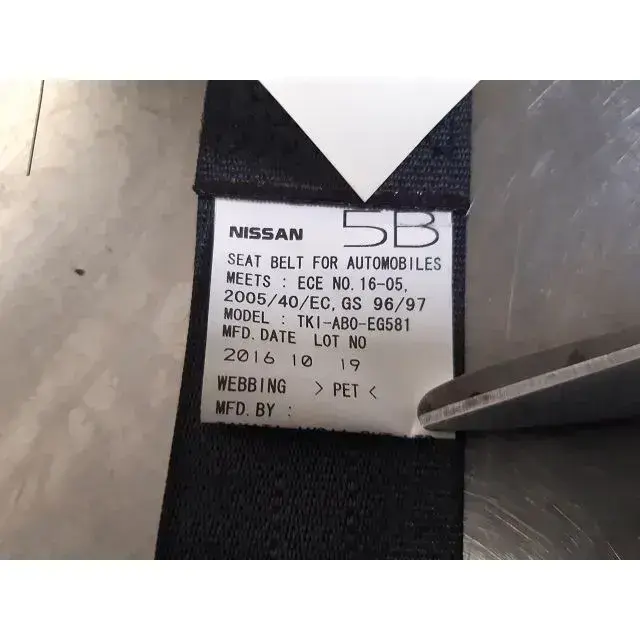 NISSAN 5B
SEAT BELT FOR AUTOMOBILES
MEETS : ECE NO. 16-05,
2005/40/EC, GS 96/97
MODEL : TKI-AB0-EG581
MFD. DATE LOT NO
2016 10 19
WEBBING > PET <
MFD. BY :